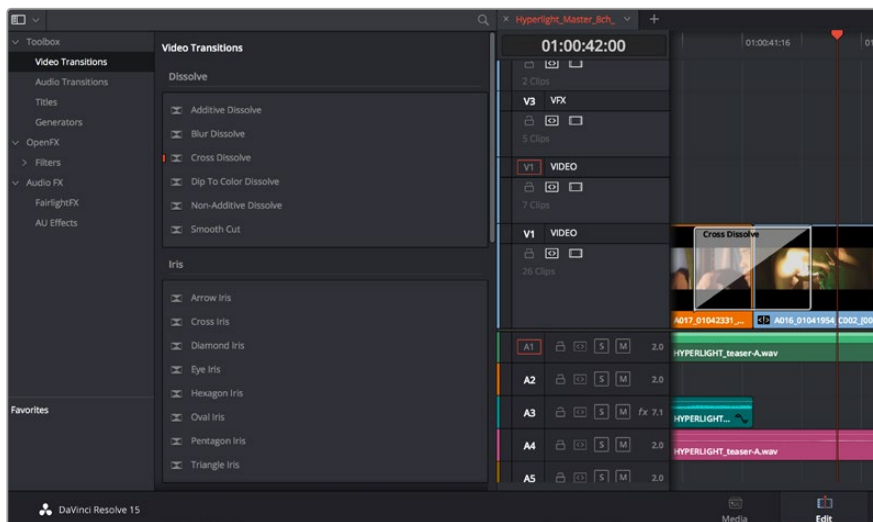 Hyperlight_Master_8ch_
Toolbox
Video Transitions
Audio Transitions
Titles
Generators
OpenFX
Filters
Audio FX
FairlightFX
AU Effects
Favorites
Video Transitions
Dissolve
Additive Dissolve
Blur Dissolve
Cross Dissolve
Dip To Color Dissolve
Non-Additive Dissolve
Smooth Cut
Iris
Arrow Iris
Cross Iris
Diamond Iris
Eye Iris
Hexagon Iris
Oval Iris
Pentagon Iris
Triangle Iris
01:00:42:00
01:00:41:16
01
2 Clips
V3 VFX
5 Clips
V1 VIDEO
7 Clips
V1 VIDEO
26 Clips
Cross Dissolve
A017_01042331_...
A016_01041954_C002_[00
A1 S M 2.0
HYPERLIGHT_teaser-A.wav
A2 S M 2.0
A3 S M fx 7.1
HYPERLIGHT...
A4 S M 2.0
HYPERLIGHT_teaser-A.wav
A5 S M 2.0
DaVinci Resolve 15
Media
Edit